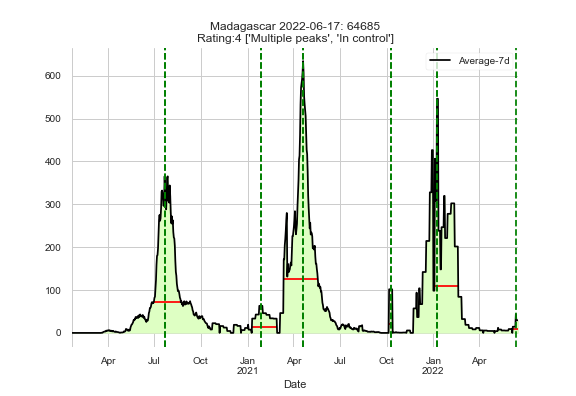 Madagascar 2022-06-17: 64685
Rating:4 ['Multiple peaks', 'In control']
Average-7d
600
500
400
300
200
100
0
Apr Jul Oct Jan Apr Jul Oct Jan Apr
2021 2022
Date